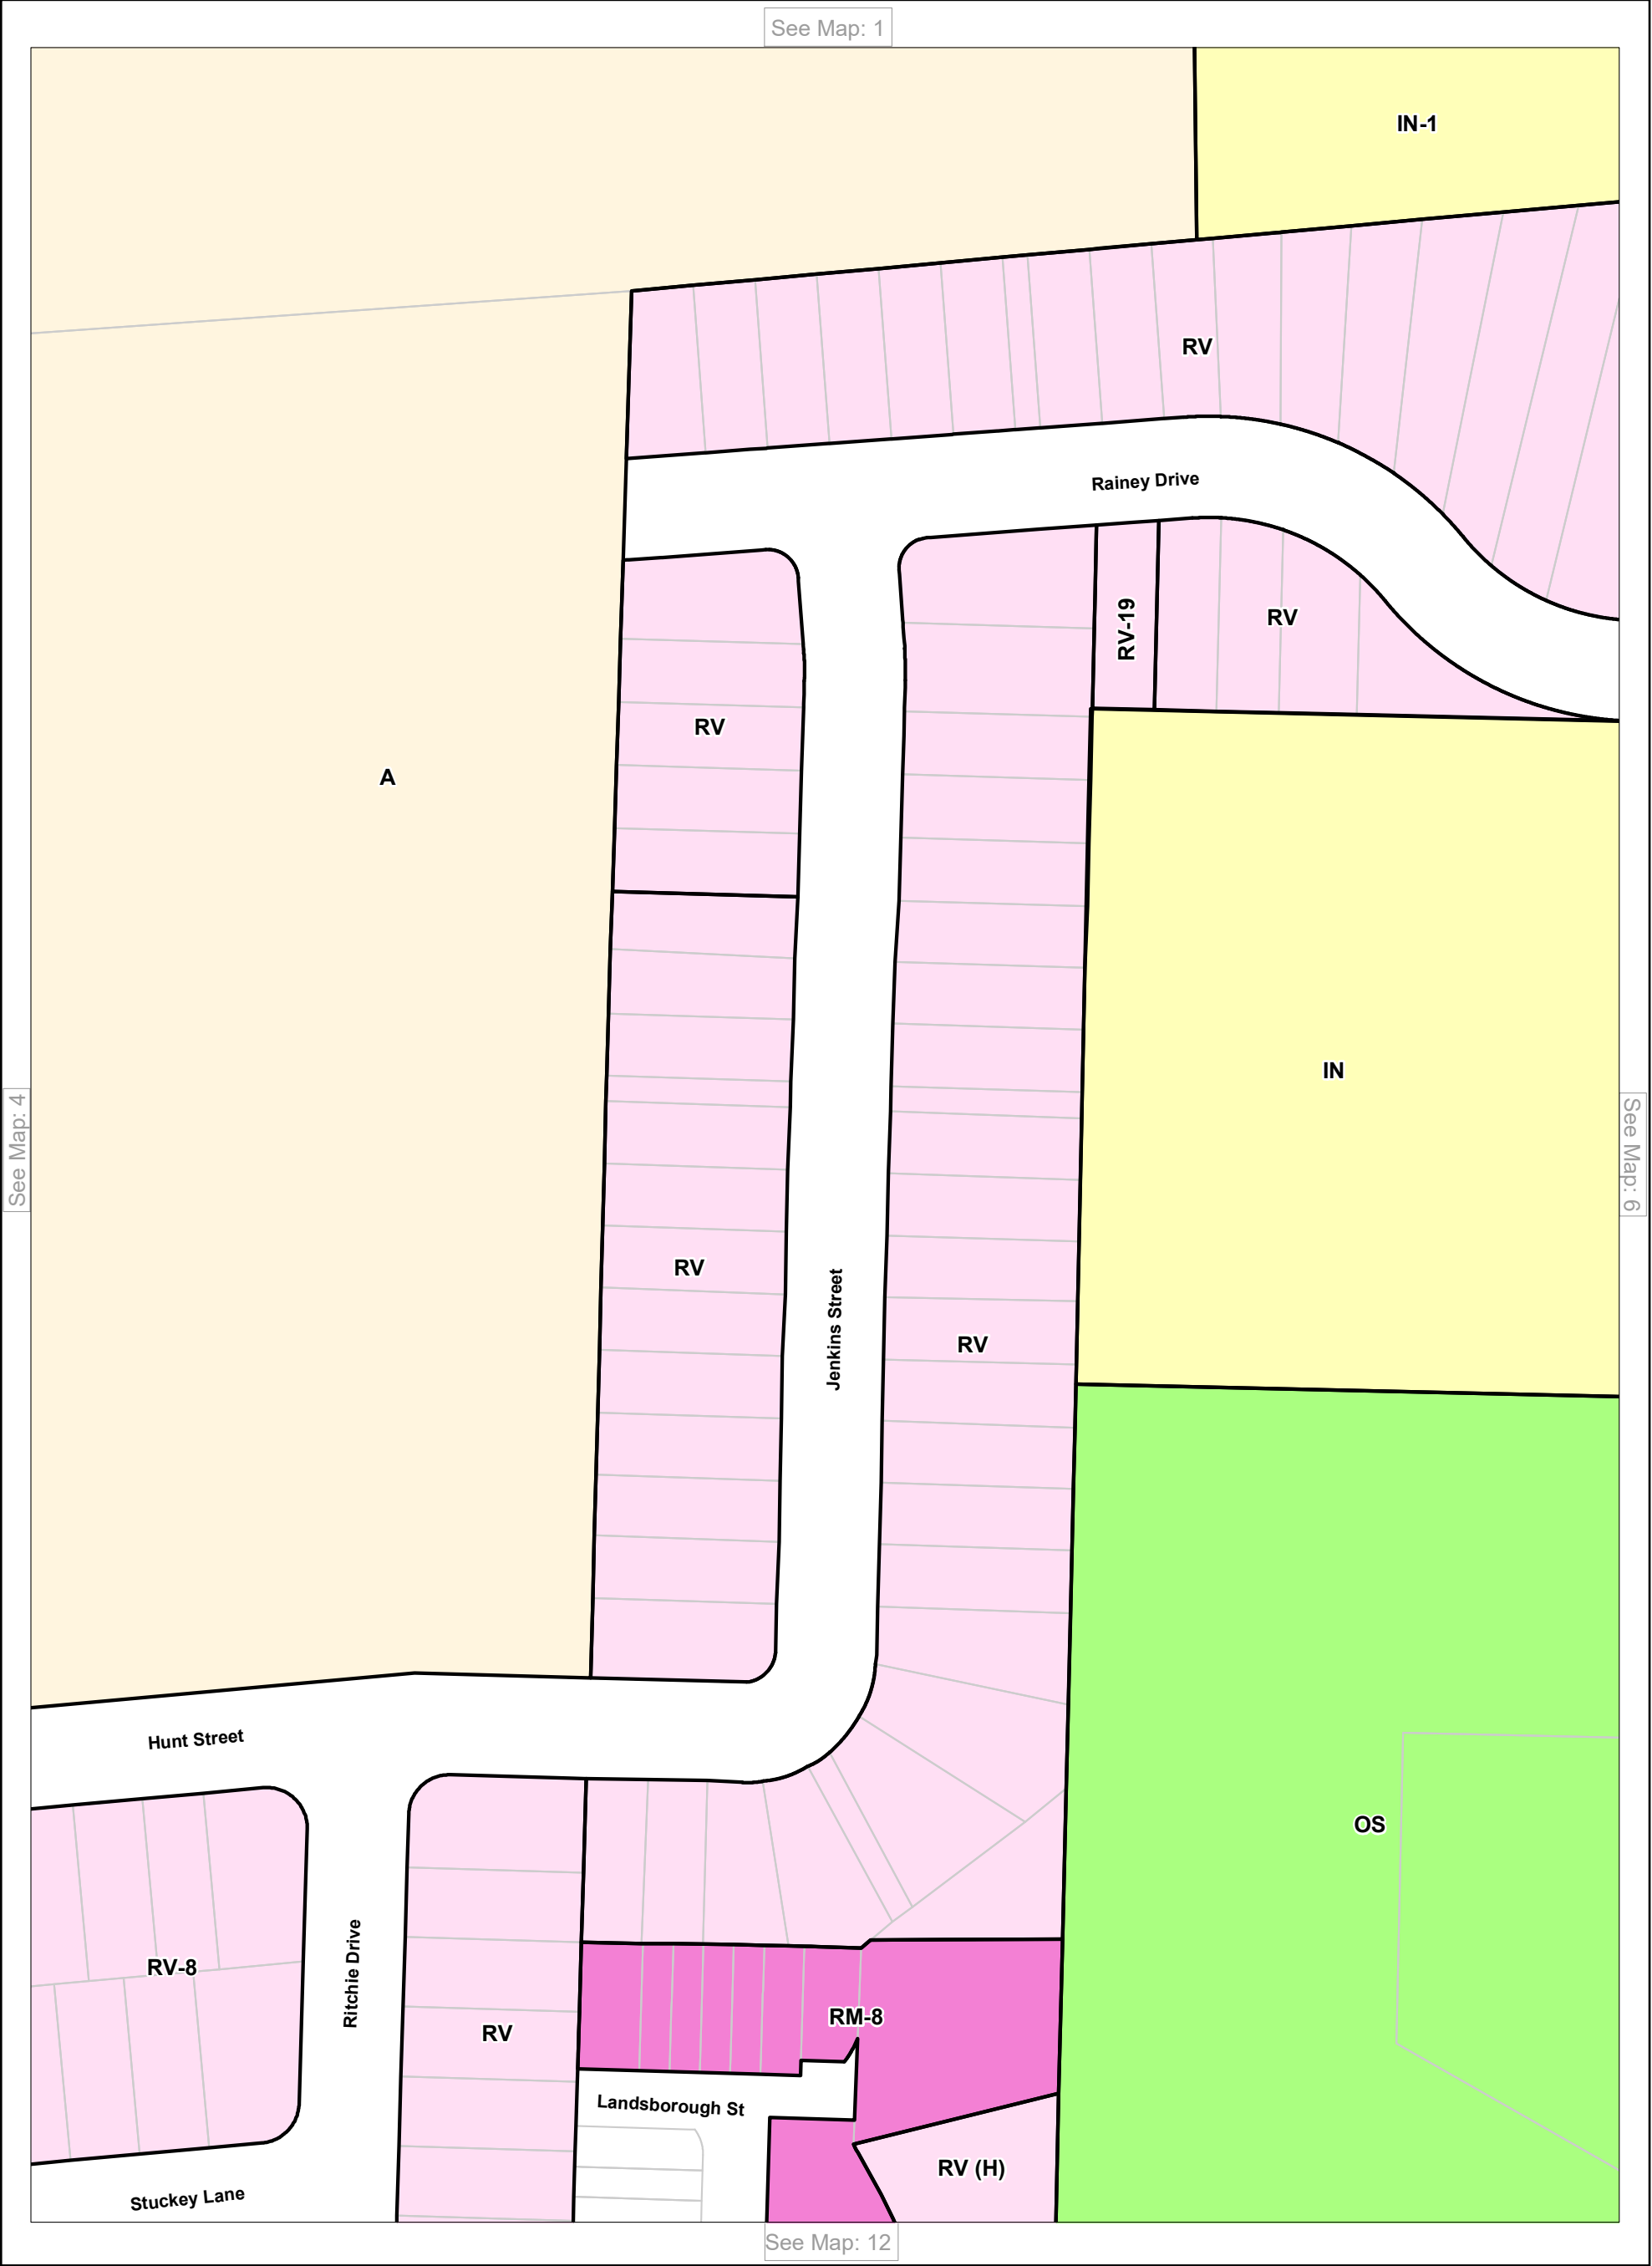 See Map: 1
IN-1
RV
Rainey Drive
RV-19
RV
RV
A
IN
See Map: 4
See Map: 6
RV
Jenkins Street
RV
Hunt Street
OS
Ritchie Drive
RV-8
RV
RM-8
Landsborough St
RV (H)
Stuckey Lane
See Map: 12